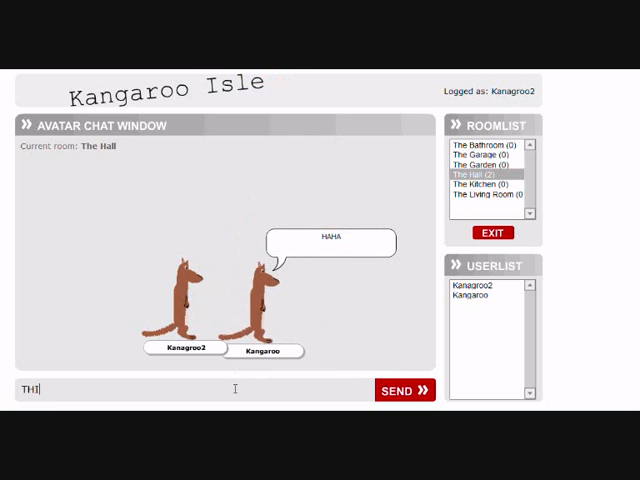 Kangaroo Isle
Logged as: Kanagroo2
AVATAR CHAT WINDOW
Current room: The Hall
HAHA
Kanagroo2
Kangaroo
THI
SEND
ROOMLIST
The Bathroom (0)
The Garage (0)
The Garden (0)
The Hall (2)
The Kitchen (0)
The Living Room (0
EXIT
USERLIST
Kanagroo2
Kangaroo